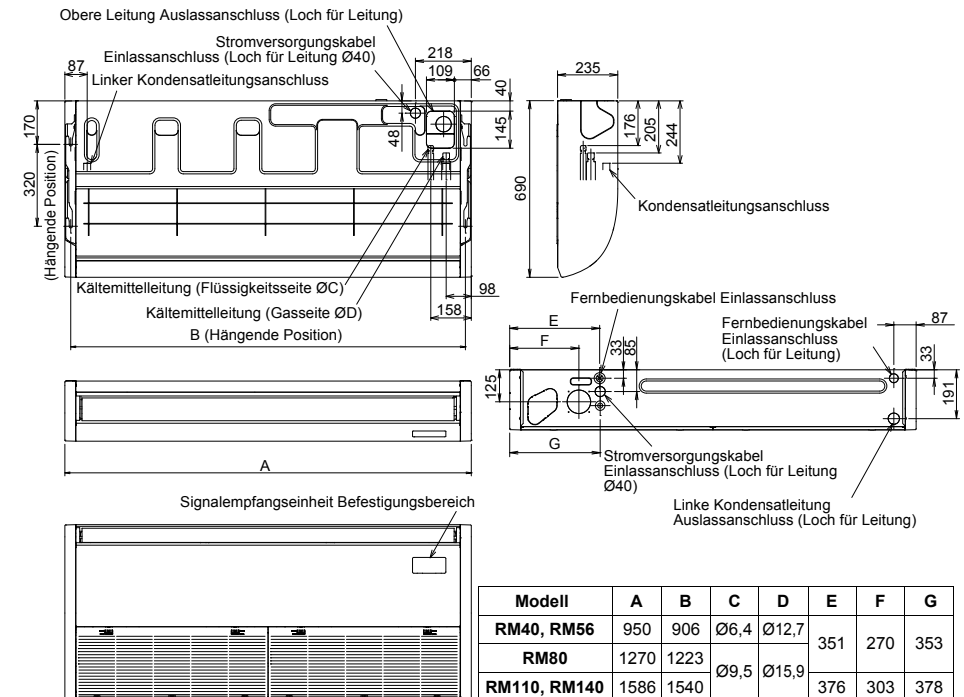 Obere Leitung Auslassanschluss (Loch für Leitung)
Stromversorgungskabel
Einlassanschluss (Loch für Leitung Ø40)
Linker Kondensatleitungsanschluss
87
218
109
66
40
145
48
170
320
(Hängende Position)
235
176
205
244
690
Kondensatleitungsanschluss
Kältemittelleitung (Flüssigkeitsseite ØC)
Kältemittelleitung (Gasseite ØD)
98
158
B (Hängende Position)
A
Fernbedienungskabel Einlassanschluss
Fernbedienungskabel
Einlassanschluss
(Loch für Leitung)
E
F
33
85
87
33
125
191
G
Stromversorgungskabel
Einlassanschluss (Loch für Leitung
Ø40)
Linke Kondensatleitung
Auslassanschluss (Loch für Leitung)
Signalempfangseinheit Befestigungsbereich
Modell A B C D E F G
RM40, RM56 950 906 Ø6,4 Ø12,7 351 270 353
RM80 1270 1223 Ø9,5 Ø15,9
RM110, RM140 1586 1540 376 303 378